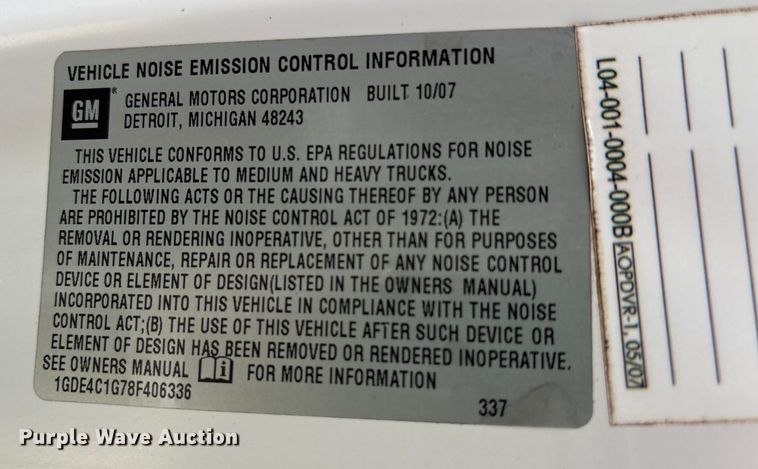 VEHICLE NOISE EMISSION CONTROL INFORMATION
GM ® GENERAL MOTORS CORPORATION BUILT 10/07
DETROIT, MICHIGAN 48243
THIS VEHICLE CONFORMS TO U.S. EPA REGULATIONS FOR NOISE
EMISSION APPLICABLE TO MEDIUM AND HEAVY TRUCKS.
THE FOLLOWING ACTS OR THE CAUSING THEREOF BY ANY PERSON
ARE PROHIBITED BY THE NOISE CONTROL ACT OF 1972:(A) THE
REMOVAL OR RENDERING INOPERATIVE, OTHER THAN FOR PURPOSES
OF MAINTENANCE, REPAIR OR REPLACEMENT OF ANY NOISE CONTROL
DEVICE OR ELEMENT OF DESIGN(LISTED IN THE OWNERS MANUAL)
INCORPORATED INTO THIS VEHICLE IN COMPLIANCE WITH THE NOISE
CONTROL ACT;(B) THE USE OF THIS VEHICLE AFTER SUCH DEVICE OR
ELEMENT OF DESIGN HAS BEEN REMOVED OR RENDERED INOPERATIVE.
SEE OWNERS MANUAL i FOR MORE INFORMATION
1GDE4C1G78F406336
337
L04-001-0004-000B AOPDVR-1 05/07
Purple Wave Auction